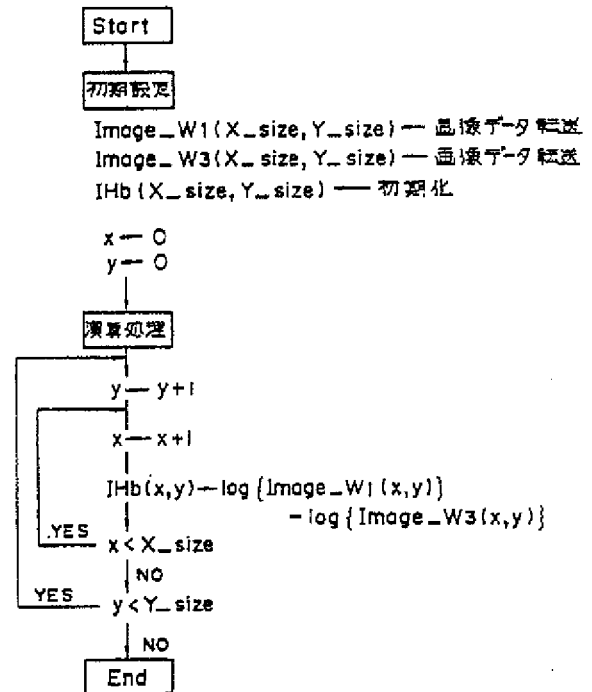 Start
初期設定
Image_W1(X_size, Y_size) ← 画像データ転送
Image_W3(X_size, Y_size) ← 画像データ転送
IHb(X_size, Y_size) ← 初期化
x ← 0
y ← 0
演算処理
y ← y+1
x ← x+1
IHb(x,y) ← log{Image_W1(x,y)}
- log{Image_W3(x,y)}
YES x < X_size
NO
YES y < Y_size
NO
End